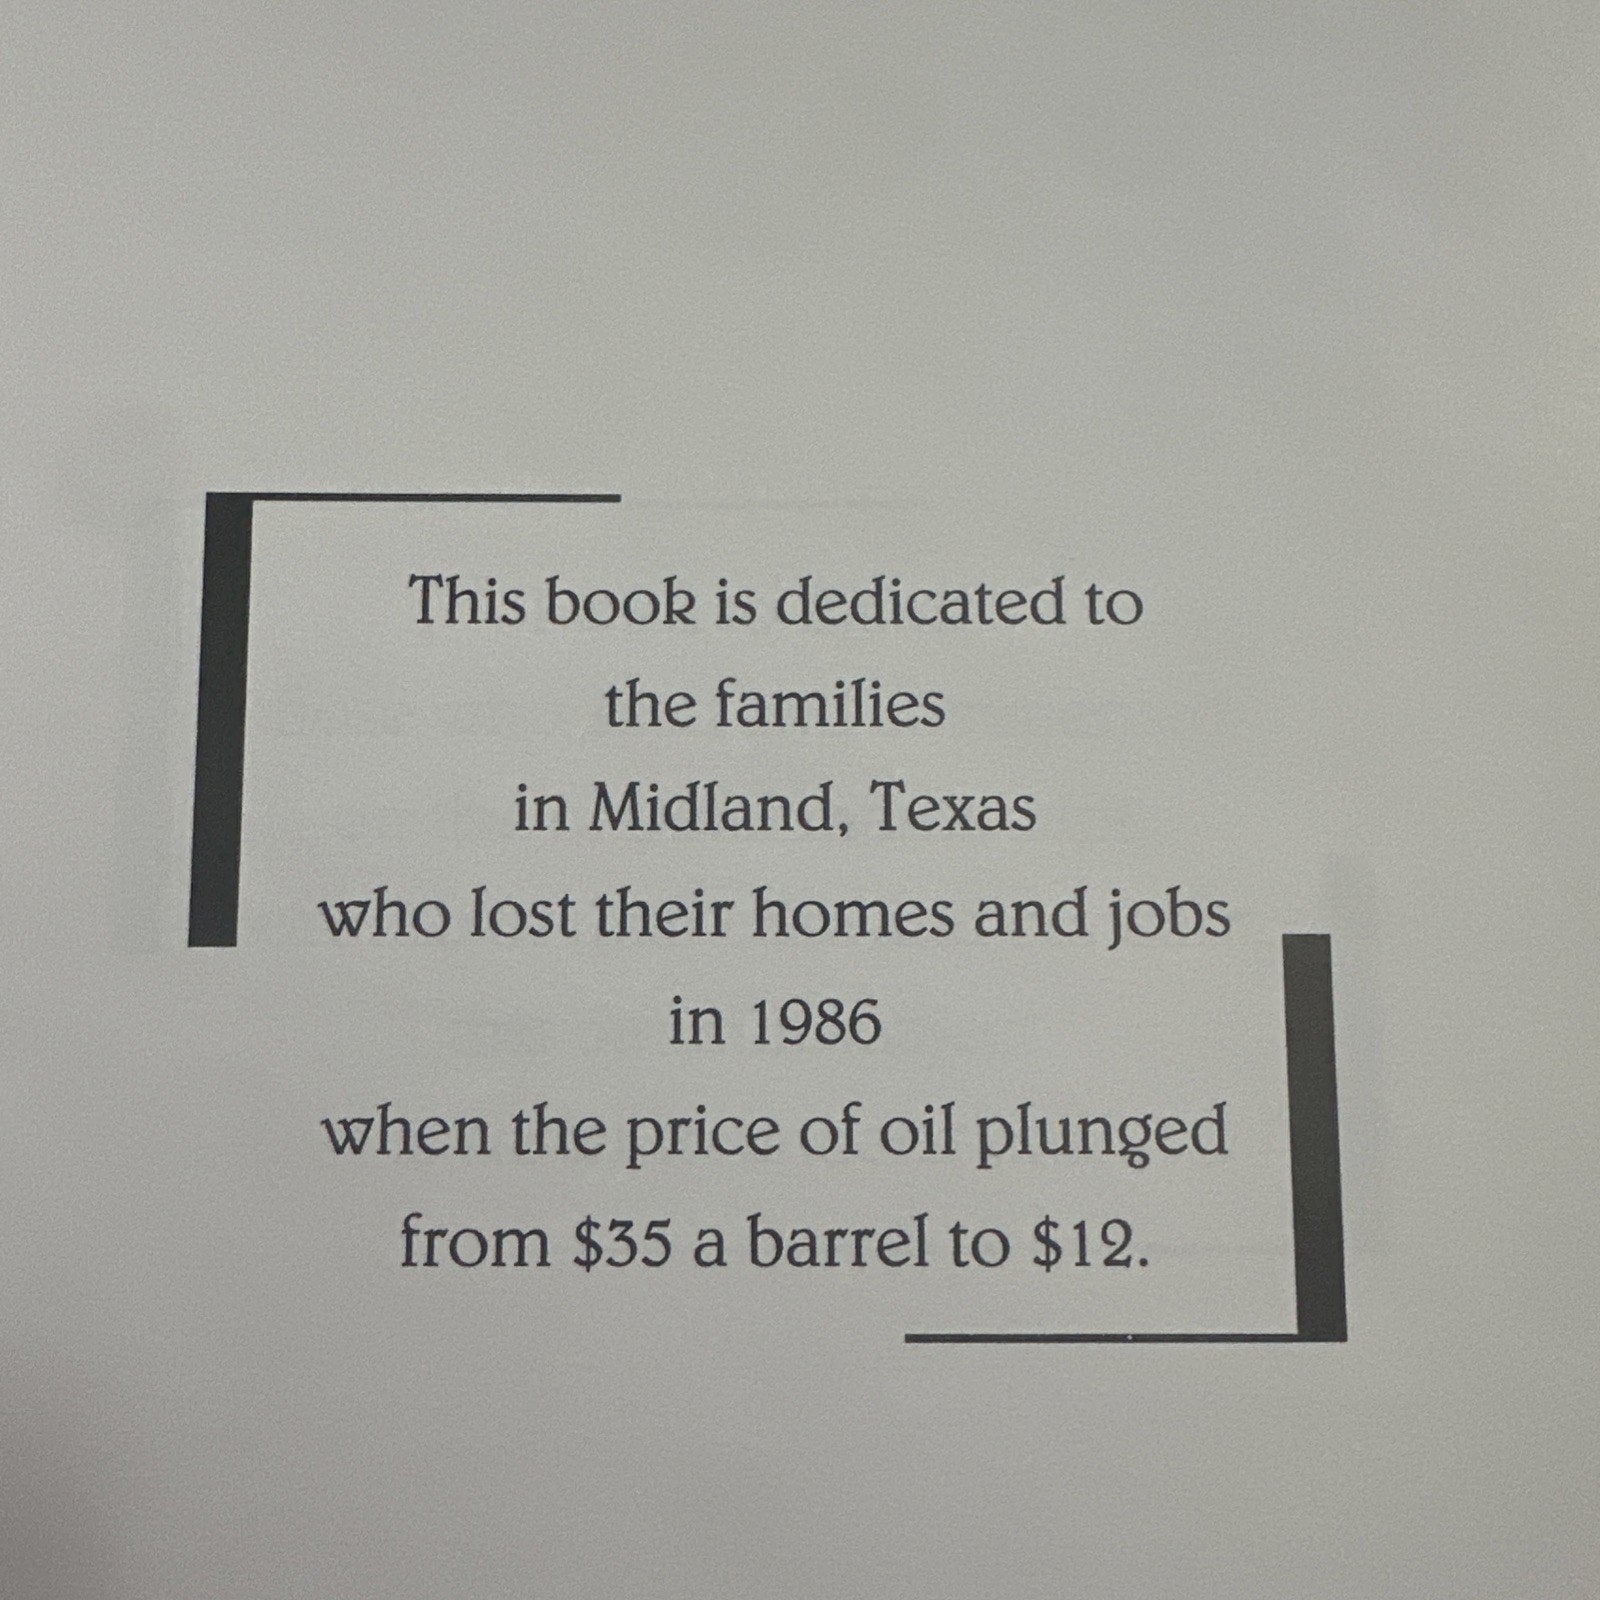 This book is dedicated to
the families
in Midland, Texas
who lost their homes and jobs
in 1986
when the price of oil plunged
from $35 a barrel to $12.